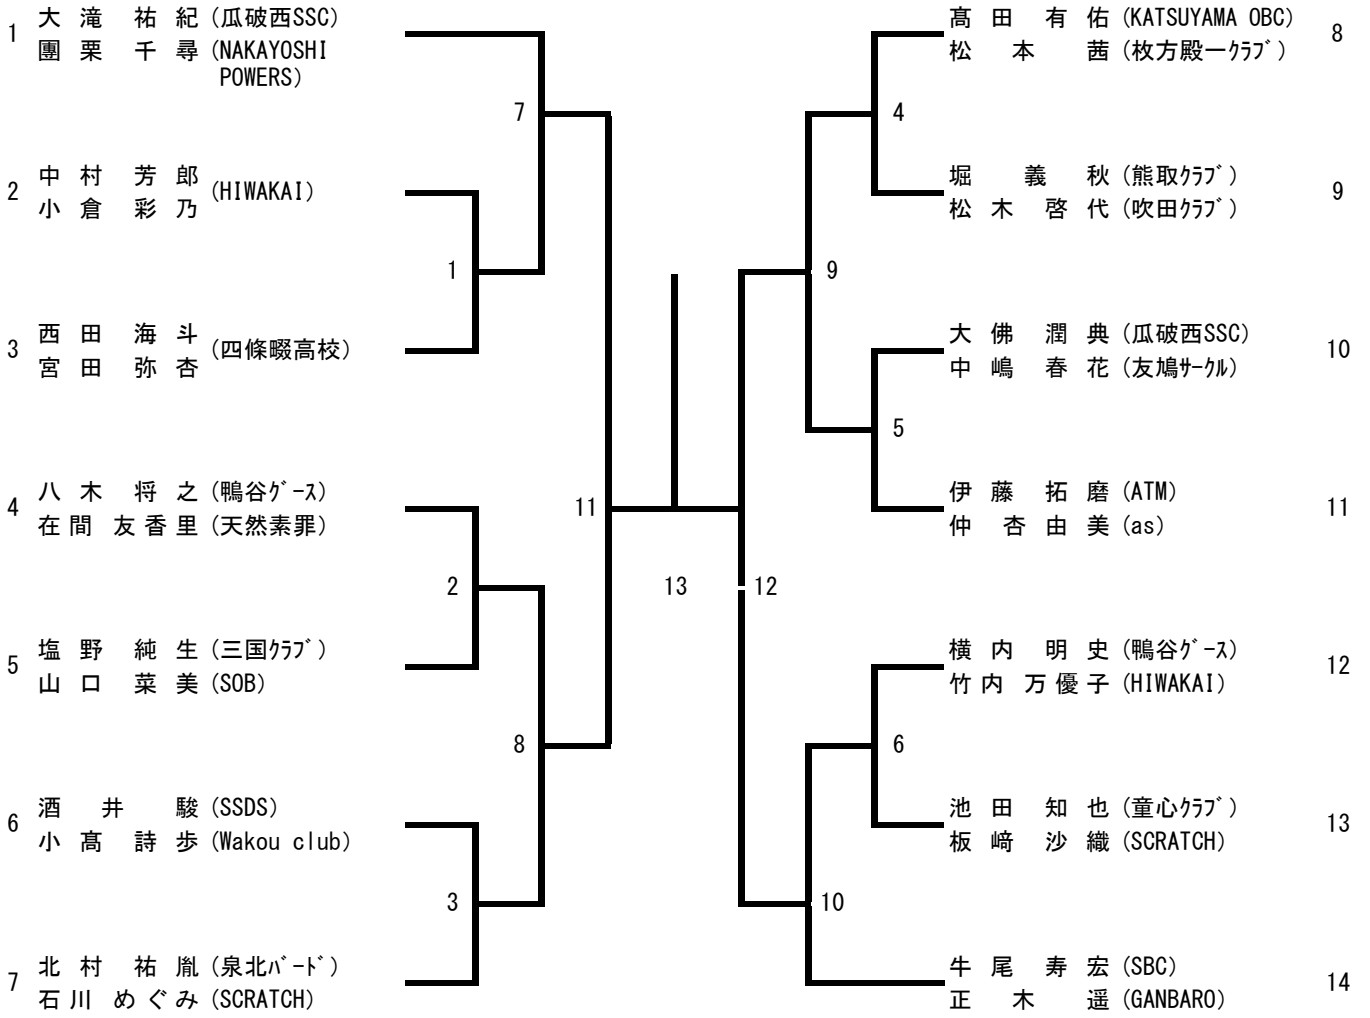 1
大滝 祐紀 (瓜破西SSC)
團栗 千尋 (NAKAYOSHI
POWERS)
2
中村 芳郎
小倉 彩乃
(HIWAKAI)
3
西田 海斗
宮田 弥杏
(四條畷高校)
4
八木 将之 (鴨谷ｸﾞｰｽ)
在間 友香里 (天然素罪)
5
塩野 純生 (三国ｸﾗﾌﾞ)
山口 菜美 (SOB)
6
酒井 駿 (SSDS)
小髙 詩歩 (Wakou club)
7
北村 祐胤 (泉北ﾊﾞｰﾄﾞ)
石川 めぐみ (SCRATCH)
7
1
2
8
3
11
13
12
9
10
4
5
6
髙田 有佑 (KATSUYAMA OBC)
松本 茜 (枚方殿一ｸﾗﾌﾞ)
8
堀 義秋 (熊取ｸﾗﾌﾞ)
松木 啓代 (吹田ｸﾗﾌﾞ)
9
大佛 潤典 (瓜破西SSC)
中嶋 春花 (友鳩ｻｰｸﾙ)
10
伊藤 拓磨 (ATM)
仲 杏由美 (as)
11
横内 明史 (鴨谷ｸﾞｰｽ)
竹内 万優子 (HIWAKAI)
12
池田 知也 (童心ｸﾗﾌﾞ)
板﨑 沙織 (SCRATCH)
13
牛尾 寿宏 (SBC)
正木 遥 (GANBARO)
14